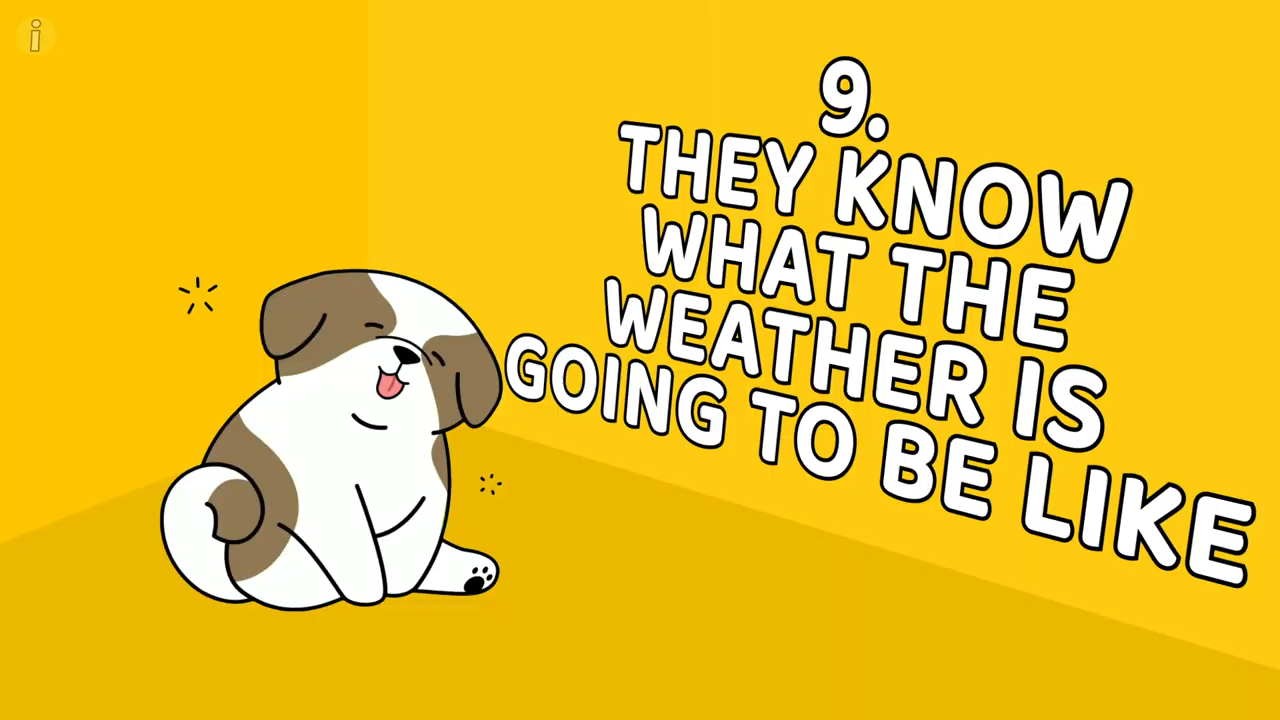 9.
THEY KNOW
WHAT THE
WEATHER IS
GOING TO BE LIKE